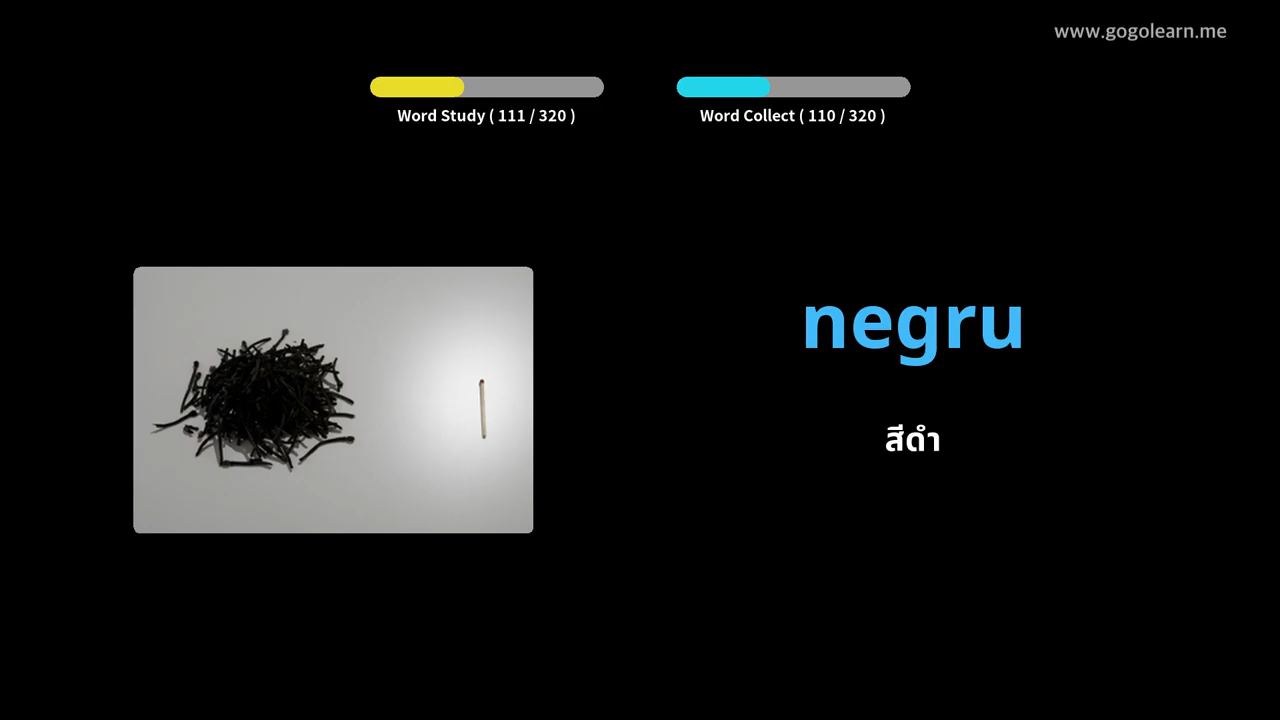 www.gogolearn.me
Word Study ( 111 / 320 )
Word Collect ( 110 / 320 )
negru
สีดำ